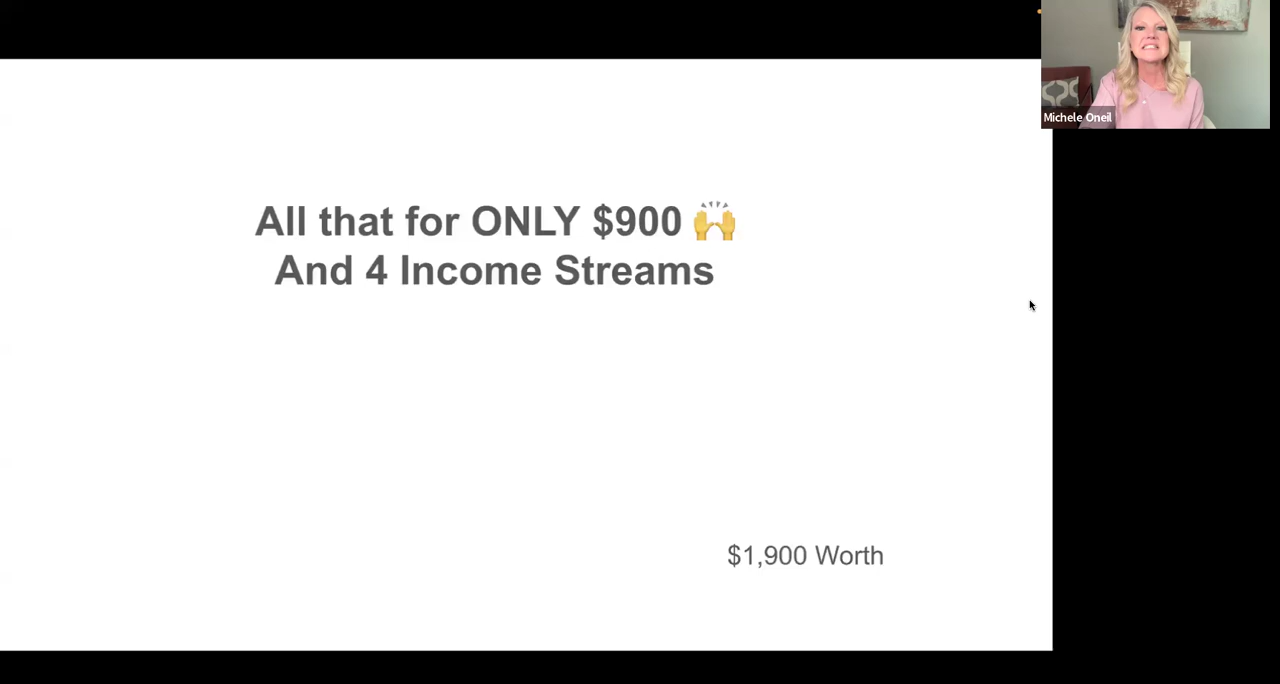 Michele Oneil
All that for ONLY $900 🙌
And 4 Income Streams
$1,900 Worth